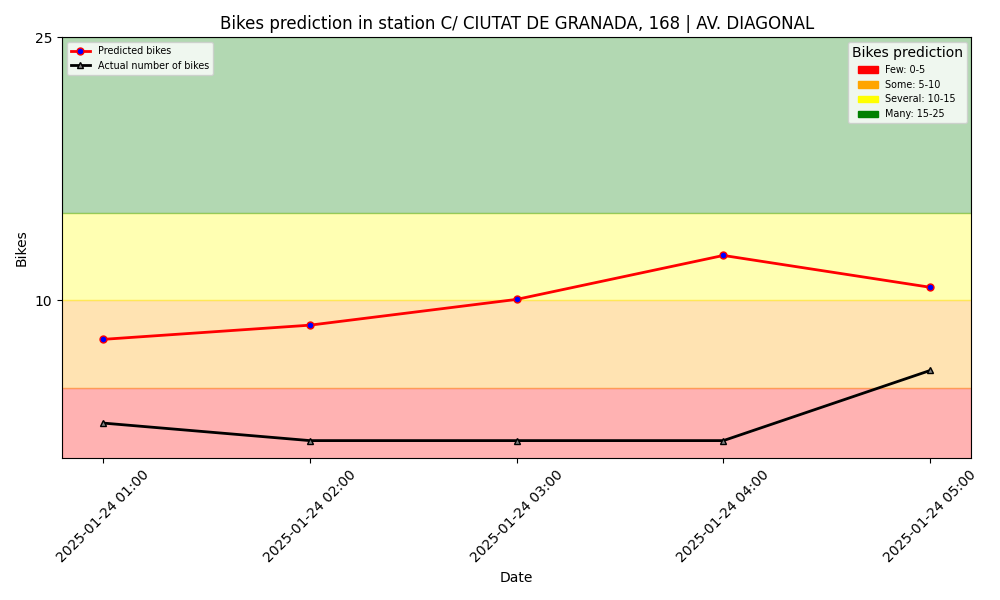 Bikes prediction in station C/ CIUTAT DE GRANADA, 168 | AV. DIAGONAL
25
10
Bikes
Predicted bikes
Actual number of bikes
Bikes prediction
Few: 0-5
Some: 5-10
Several: 10-15
Many: 15-25
2025-01-24 01:00
2025-01-24 02:00
2025-01-24 03:00
2025-01-24 04:00
2025-01-24 05:00
Date